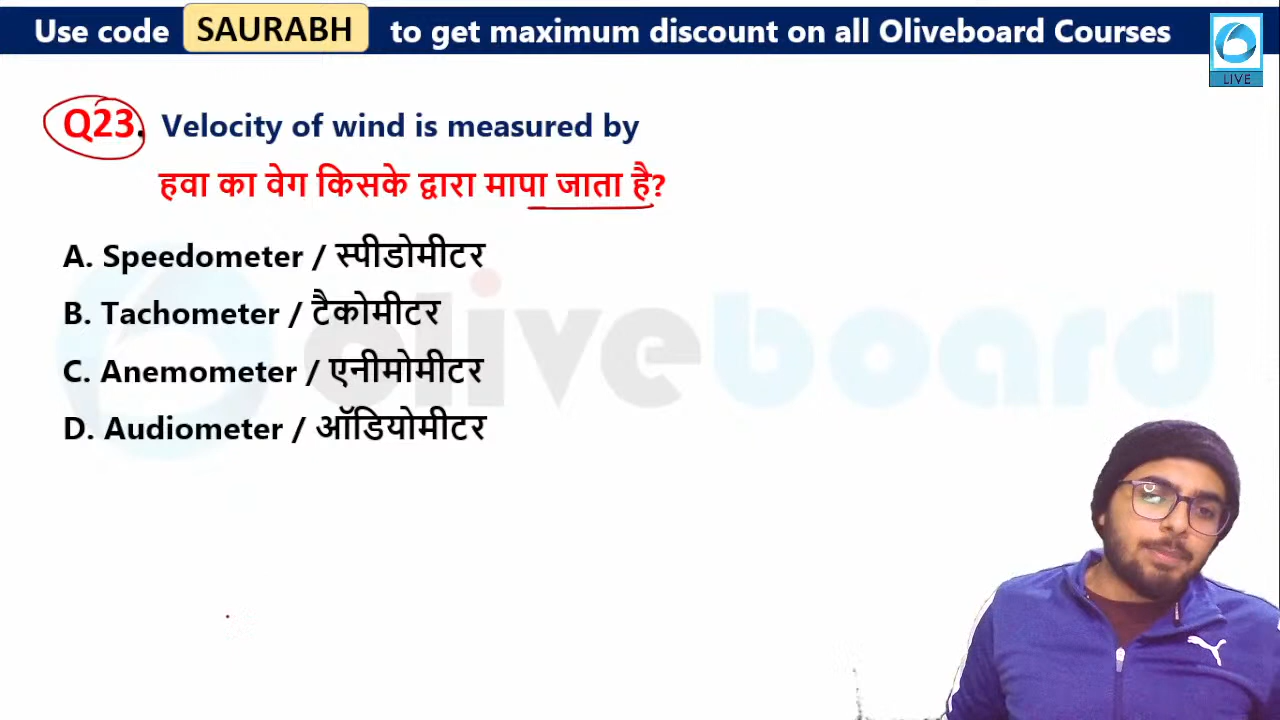 Use code SAURABH to get maximum discount on all Oliveboard Courses
LIVE
Q23. Velocity of wind is measured by
हवा का वेग किसके द्वारा मापा जाता है?
A. Speedometer / स्पीडोमीटर
B. Tachometer / टैकोमीटर
C. Anemometer / एनीमोमीटर
D. Audiometer / ऑडियोमीटर
oliveboard